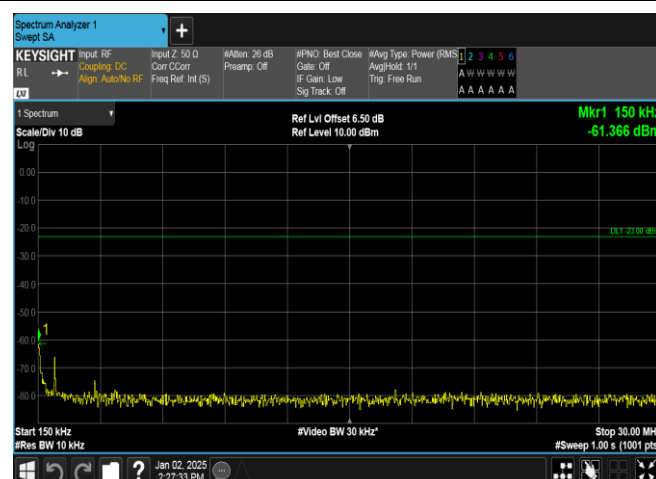 Spectrum Analyzer 1
Swept SA
+
KEYSIGHT
R L
LXI
Input: RF
Coupling: DC
Align: Auto/No RF
Input Z: 50 Ω
Corr CCorr
Freq Ref: Int (S)
#Atten: 26 dB
Preamp: Off
#PNO: Best Close
Gate: Off
IF Gain: Low
Sig Track: Off
#Avg Type: Power (RMS
Avg|Hold: 1/1
Trig: Free Run
1 2 3 4 5 6
A W W W W W
A A A A A A
1 Spectrum
Scale/Div 10 dB
Log
Ref Lvl Offset 6.50 dB
Ref Level 10.00 dBm
Mkr1 150 kHz
-61.366 dBm
0.00
-10.0
-20.0
-30.0
-40.0
-50.0
-60.0
-70.0
-80.0
DL1 -23.00 dBm
1
Start 150 kHz
#Res BW 10 kHz
#Video BW 30 kHz*
Stop 30.00 MH
#Sweep 1.00 s (1001 pts
?
Jan 02, 2025
2:27:33 PM